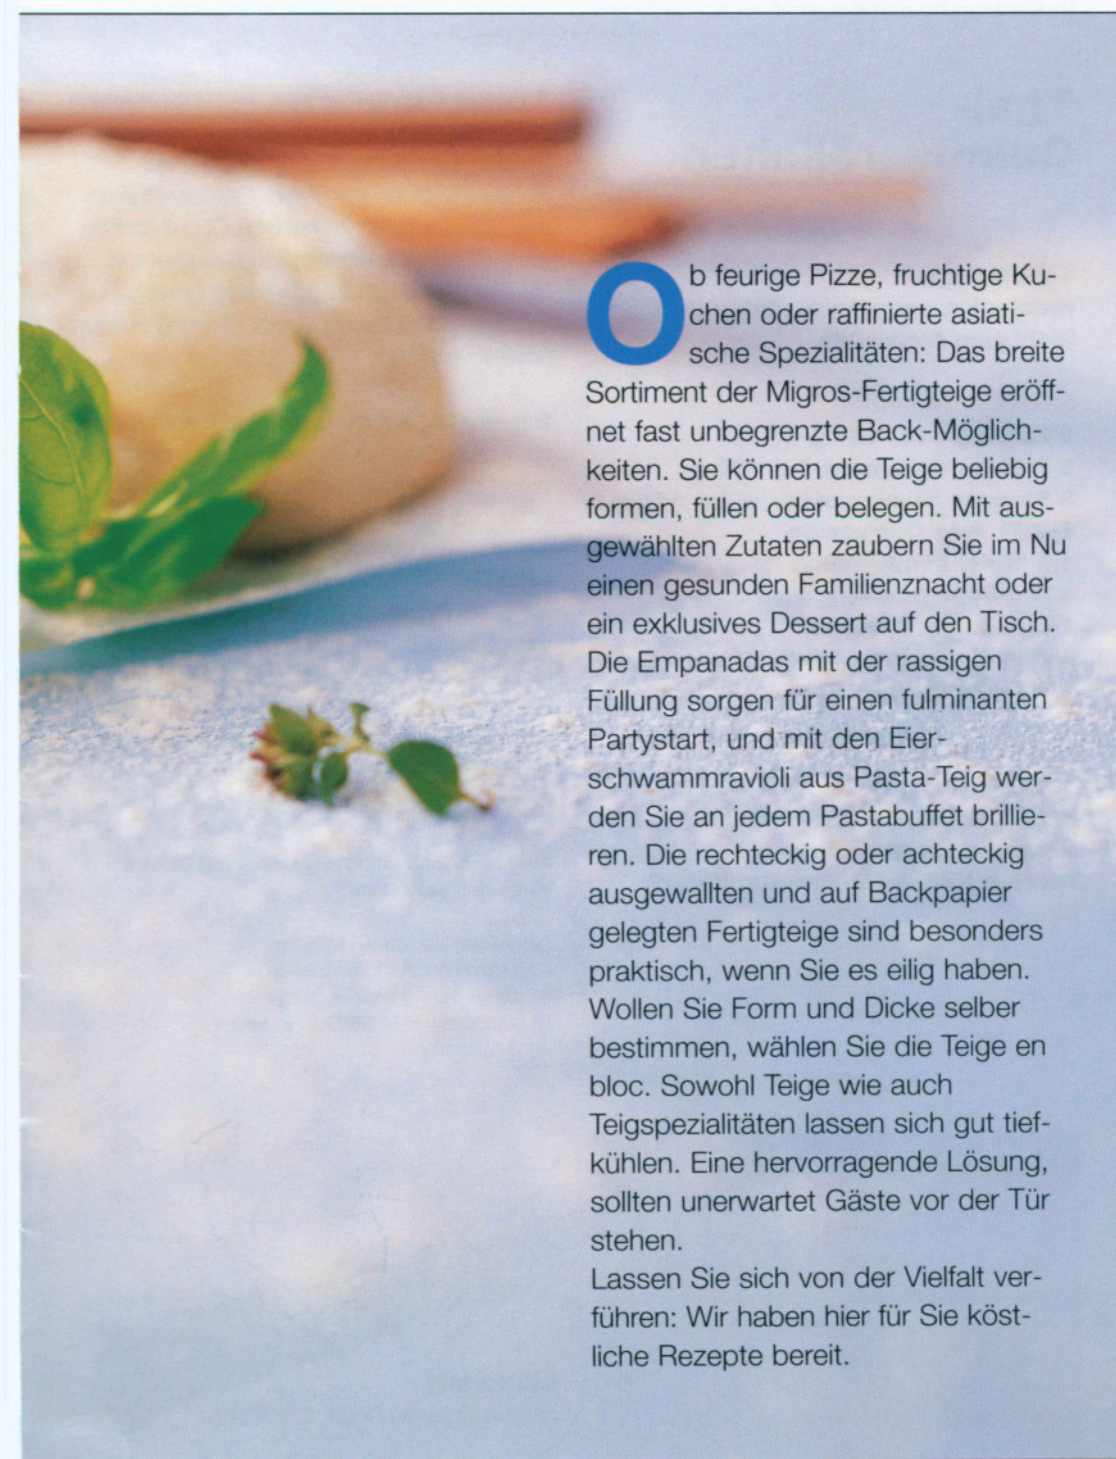 Ob feurige Pizze, fruchtige Ku-
chen oder raffinierte asiati-
sche Spezialitäten: Das breite
Sortiment der Migros-Fertigteige eröff-
net fast unbegrenzte Back-Möglich-
keiten. Sie können die Teige beliebig
formen, füllen oder belegen. Mit aus-
gewählten Zutaten zaubern Sie im Nu
einen gesunden Familienznacht oder
ein exklusives Dessert auf den Tisch.
Die Empanadas mit der rassigen
Füllung sorgen für einen fulminanten
Partystart, und mit den Eier-
schwammravioli aus Pasta-Teig wer-
den Sie an jedem Pastabuffet brillie-
ren. Die rechteckig oder achteckig
ausgewallten und auf Backpapier
gelegten Fertigteige sind besonders
praktisch, wenn Sie es eilig haben.
Wollen Sie Form und Dicke selber
bestimmen, wählen Sie die Teige en
bloc. Sowohl Teige wie auch
Teigspezialitäten lassen sich gut tief-
kühlen. Eine hervorragende Lösung,
sollten unerwartet Gäste vor der Tür
stehen.
Lassen Sie sich von der Vielfalt ver-
führen: Wir haben hier für Sie köst-
liche Rezepte bereit.